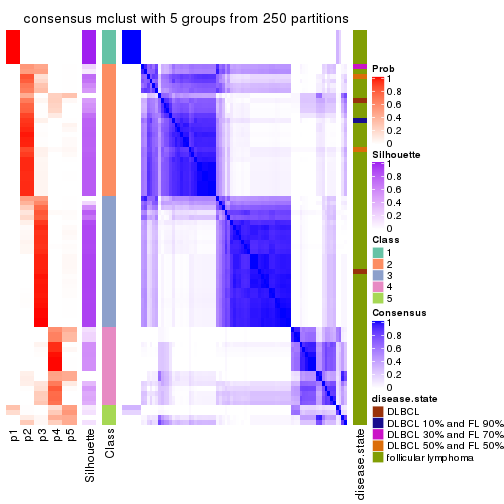 consensus mclust with 5 groups from 250 partitions
Prob
1
0.8
0.6
0.4
0.2
0
Silhouette
1
0.8
0.6
0.4
0.2
0
Class
1
2
3
4
5
Consensus
1
0.8
0.6
0.4
0.2
0
disease.state
DLBCL
DLBCL 10% and FL 90%
DLBCL 30% and FL 70%
DLBCL 50% and FL 50%
follicular lymphoma
p1
p2
p3
p4
p5
Silhouette
Class
disease.state